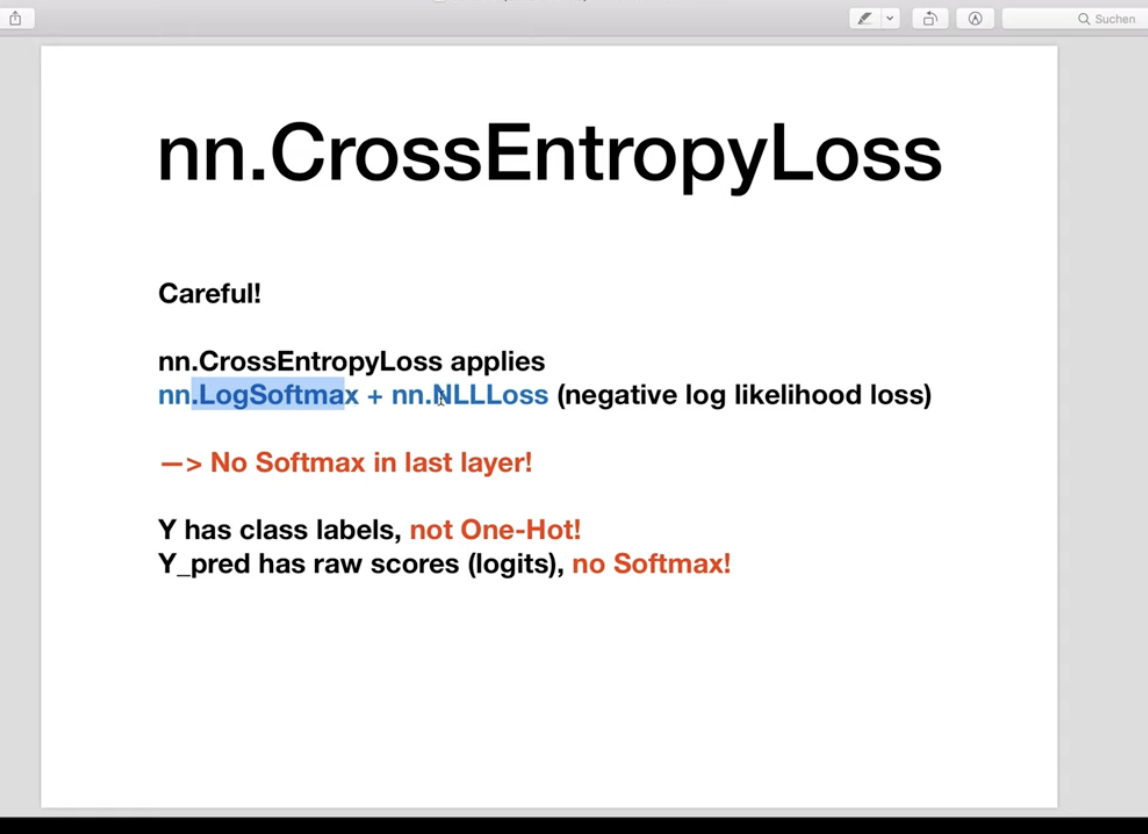 Suchen
nn.CrossEntropyLoss
Careful!
nn.CrossEntropyLoss applies
nn.LogSoftmax + nn.NLLLoss (negative log likelihood loss)
—> No Softmax in last layer!
Y has class labels, not One-Hot!
Y_pred has raw scores (logits), no Softmax!